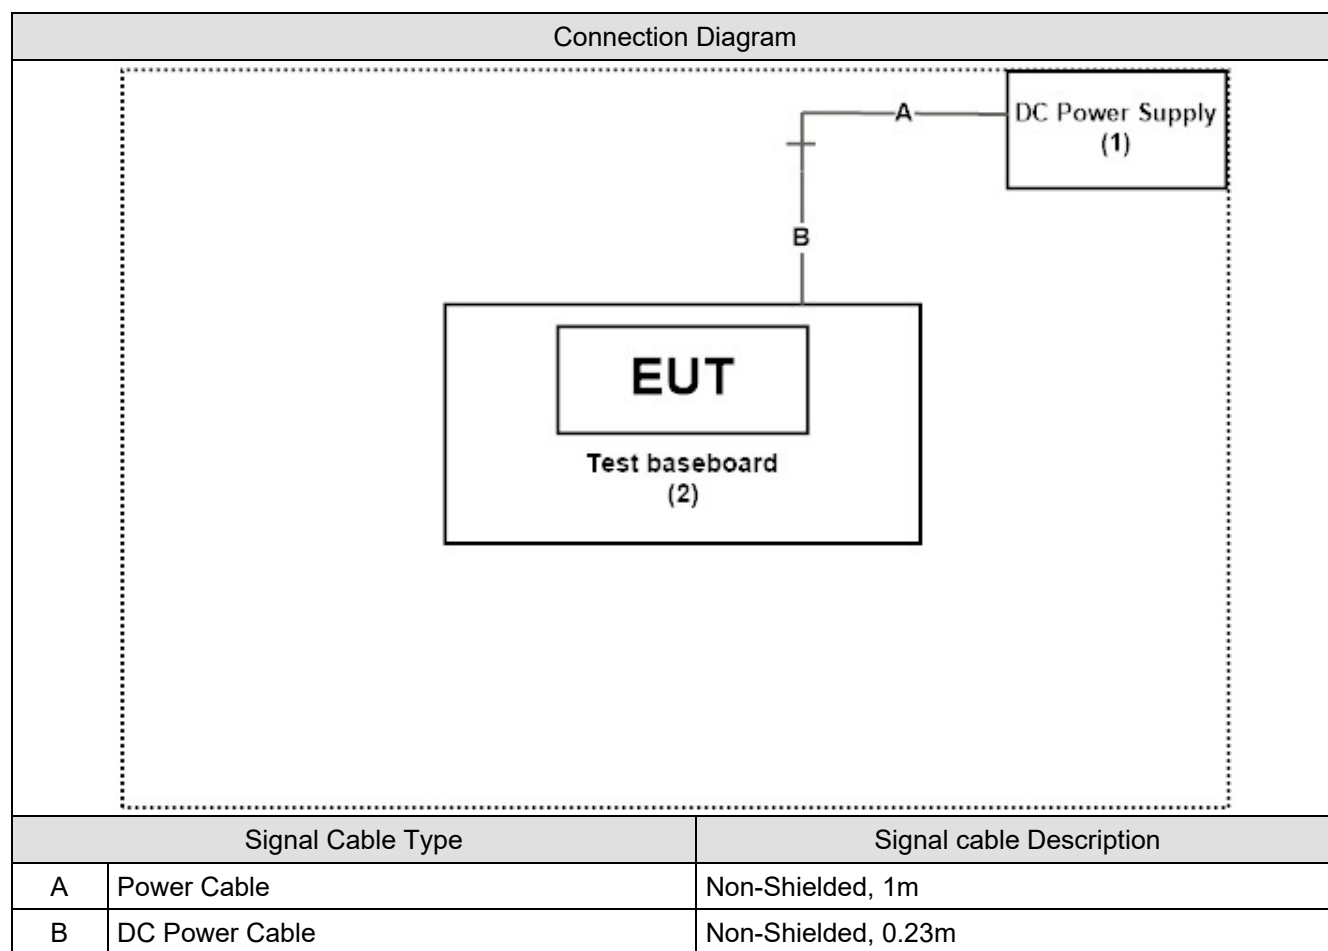 Connection Diagram
A
DC Power Supply
(1)
B
EUT
Test baseboard
(2)
Signal Cable Type
Signal cable Description
A
Power Cable
Non-Shielded, 1m
B
DC Power Cable
Non-Shielded, 0.23m